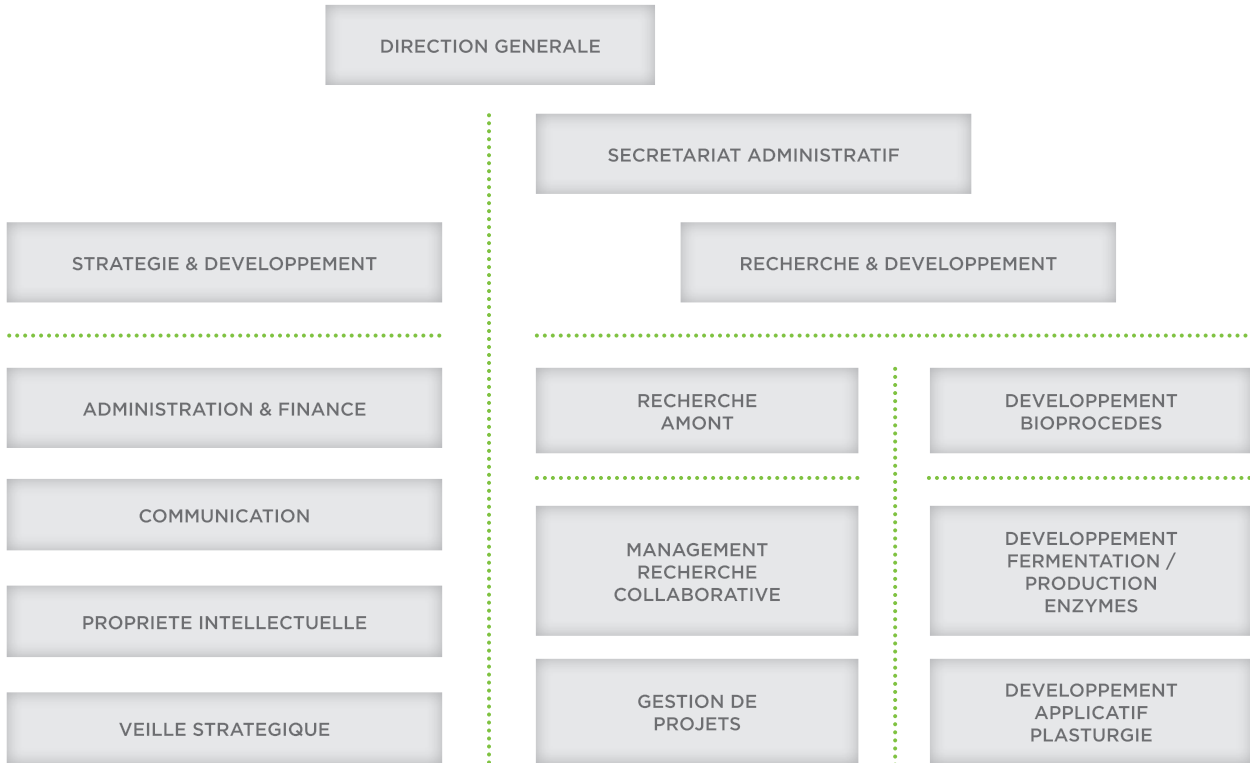 DIRECTION GENERALE
SECRETARIAT ADMINISTRATIF
STRATEGIE & DEVELOPPEMENT
RECHERCHE & DEVELOPPEMENT
ADMINISTRATION & FINANCE
COMMUNICATION
PROPRIETE INTELLECTUELLE
VEILLE STRATEGIQUE
RECHERCHE
AMONT
MANAGEMENT
RECHERCHE
COLLABORATIVE
GESTION DE
PROJETS
DEVELOPPEMENT
BIOPROCEDES
DEVELOPPEMENT
FERMENTATION /
PRODUCTION
ENZYMES
DEVELOPPEMENT
APPLICATIF
PLASTURGIE